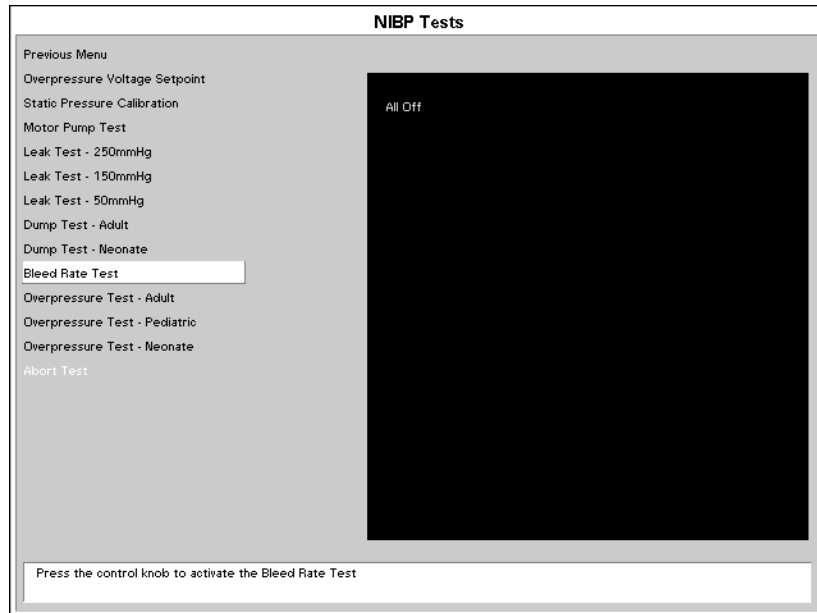 NIBP Tests
Previous Menu
Overpressure Voltage Setpoint
Static Pressure Calibration
All Off
Motor Pump Test
Leak Test - 250mmHg
Leak Test - 150mmHg
Leak Test - 50mmHg
Dump Test - Adult
Dump Test - Neonate
Bleed Rate Test
Overpressure Test - Adult
Overpressure Test - Pediatric
Overpressure Test - Neonate
Abort Test
Press the control knob to activate the Bleed Rate Test